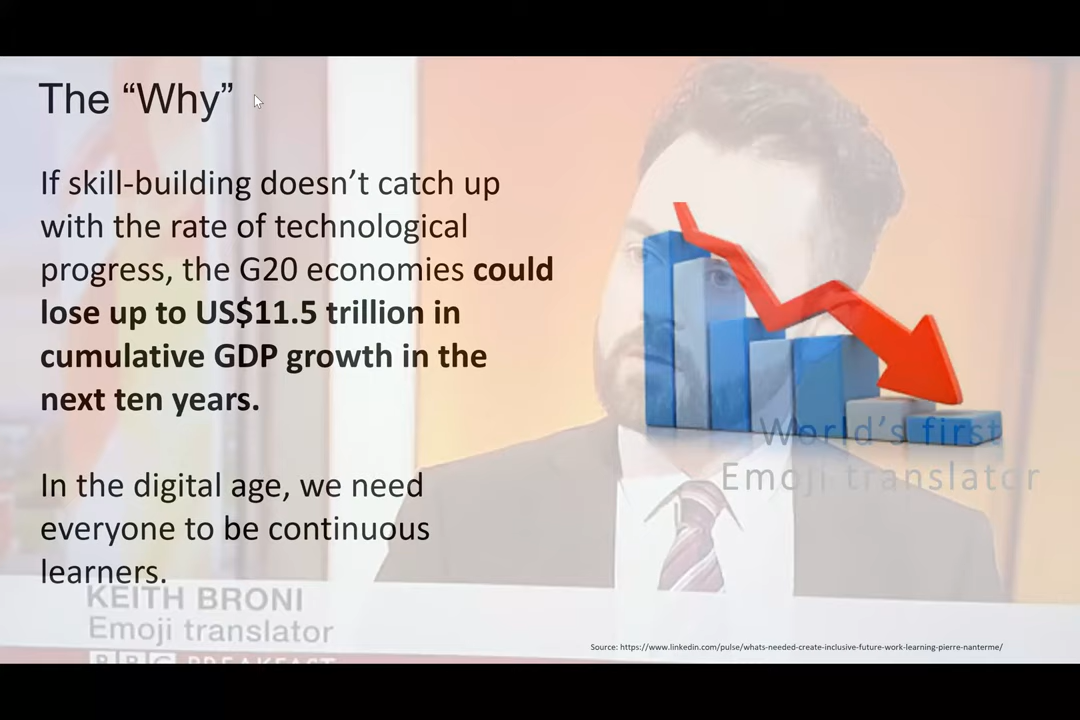 The “Why”
If skill-building doesn’t catch up
with the rate of technological
progress, the G20 economies could
lose up to US$11.5 trillion in
cumulative GDP growth in the
next ten years.
In the digital age, we need
everyone to be continuous
learners.
World’s first
Emoji translator
KEITH BRONI
Emoji translator
BBC BREAKFAST
Source: https://www.linkedin.com/pulse/whats-needed-create-inclusive-future-work-learning-pierre-nanterme/